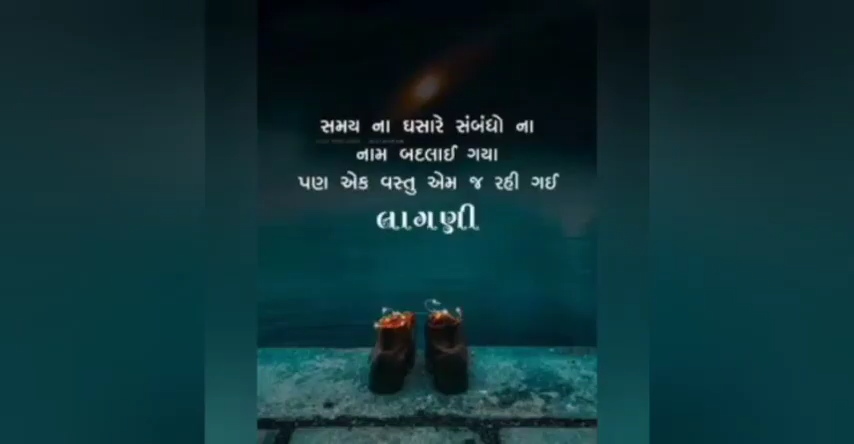 સમય ના ઘસારે સંબંધો ના
નામ બદલાઈ ગયા
પણ એક વસ્તુ એમ જ રહી ગઈ
લાગણી